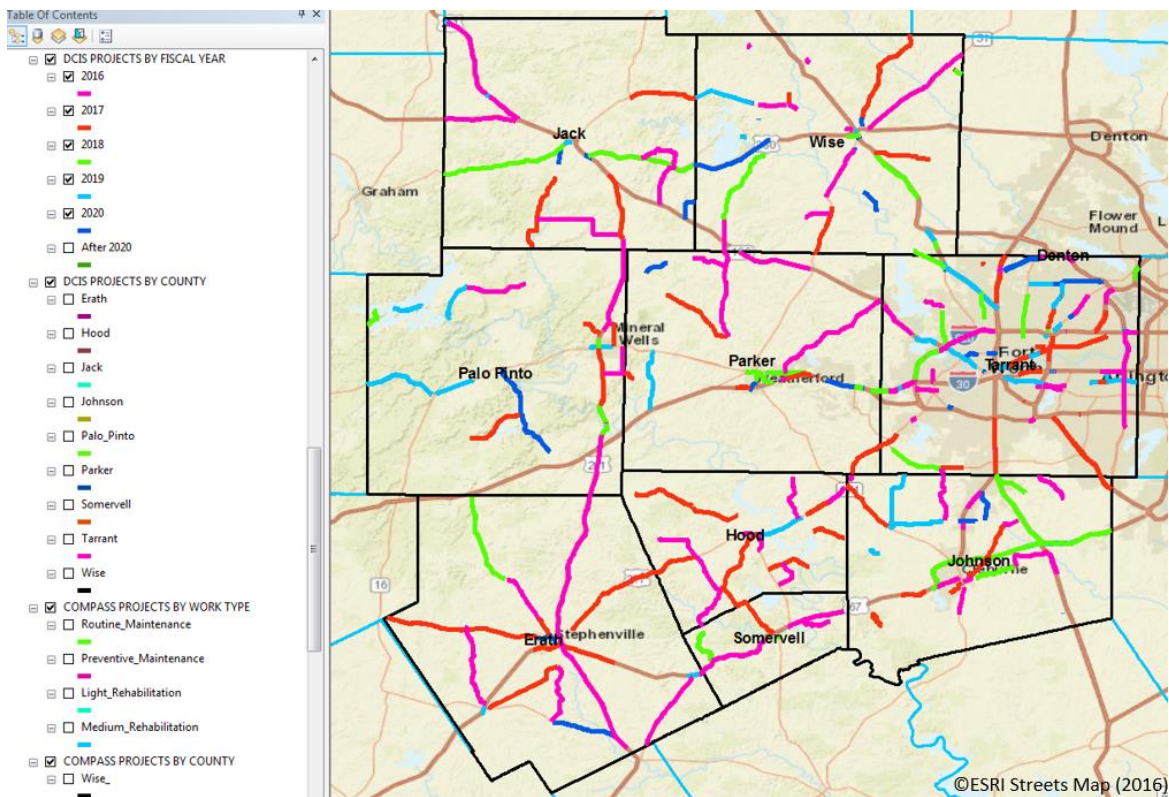 Table Of Contents
DCIS PROJECTS BY FISCAL YEAR
2016
2017
2018
2019
2020
After 2020
DCIS PROJECTS BY COUNTY
Erath
Hood
Jack
Johnson
Palo_Pinto
Parker
Somervell
Tarrant
Wise
COMPASS PROJECTS BY WORK TYPE
Routine_Maintenance
Preventive_Maintenance
Light_Rehabilitation
Medium_Rehabilitation
COMPASS PROJECTS BY COUNTY
Wise_
Jack
Wise
Denton
Graham
Flower
Mound
Denton
Mineral
Wells
Palo Pinto
Parker
Fort
Tarrant
30
Hood
Johnson
16
67
Erath
Stephenville
Somervell
©ESRI Streets Map (2016)